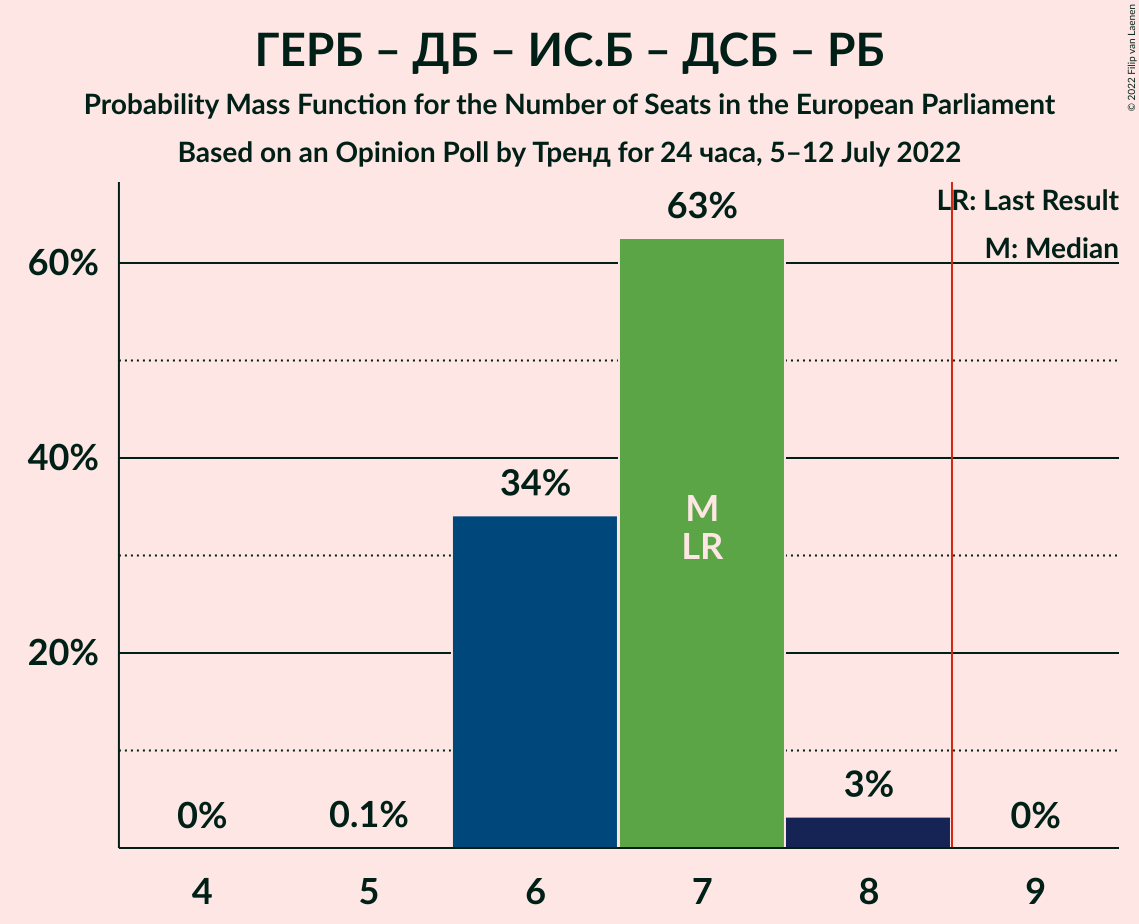 ГЕРБ – ДБ – ИС.Б – ДСБ – РБ
Probability Mass Function for the Number of Seats in the European Parliament
Based on an Opinion Poll by Тренд for 24 часа, 5–12 July 2022
© 2022 Filip van Laenen
LR: Last Result
M: Median
60%
40%
20%
0%
0.1%
34%
63%
3%
0%
M
LR
4
5
6
7
8
9